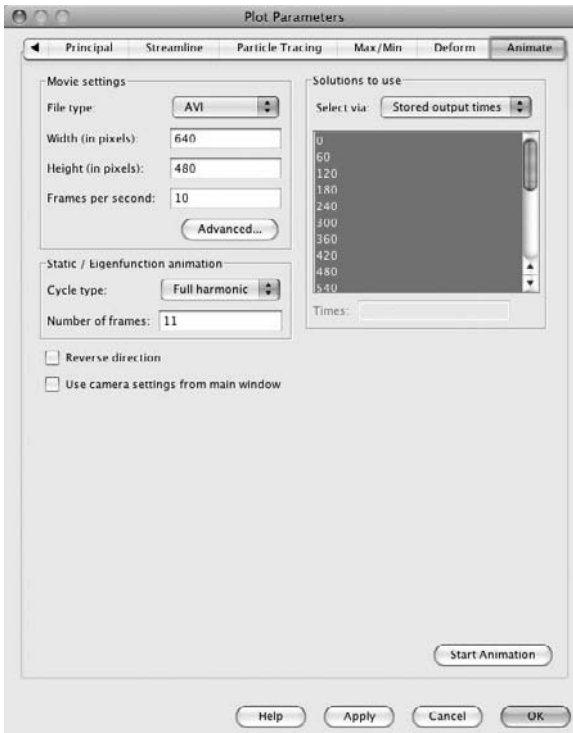 Plot Parameters
Principal Streamline Particle Tracing Max/Min Deform Animate
Movie settings
File type: AVI
Width (in pixels): 640
Height (in pixels): 480
Frames per second: 10
Advanced...
Static / Eigenfunction animation
Cycle type: Full harmonic
Number of frames: 11
Reverse direction
Use camera settings from main window
Solutions to use
Select via: Stored output times
0
60
120
180
240
300
360
420
480
540
Times:
Start Animation
Help Apply Cancel OK